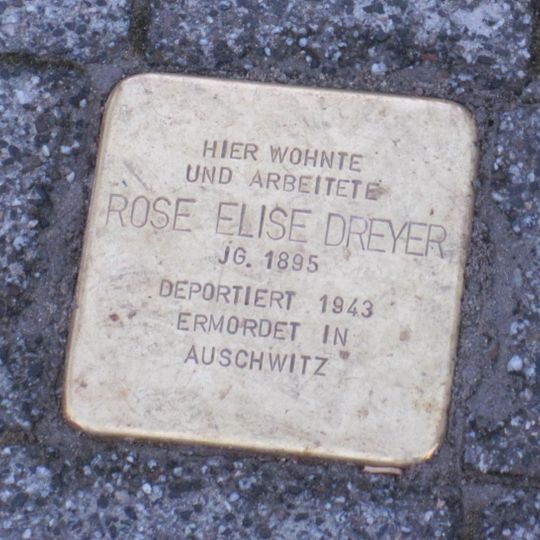 HIER WOHNTE
UND ARBEITETE
ROSE ELISE DREYER
JG. 1895
DEPORTIERT 1943
ERMORDET IN
AUSCHWITZ